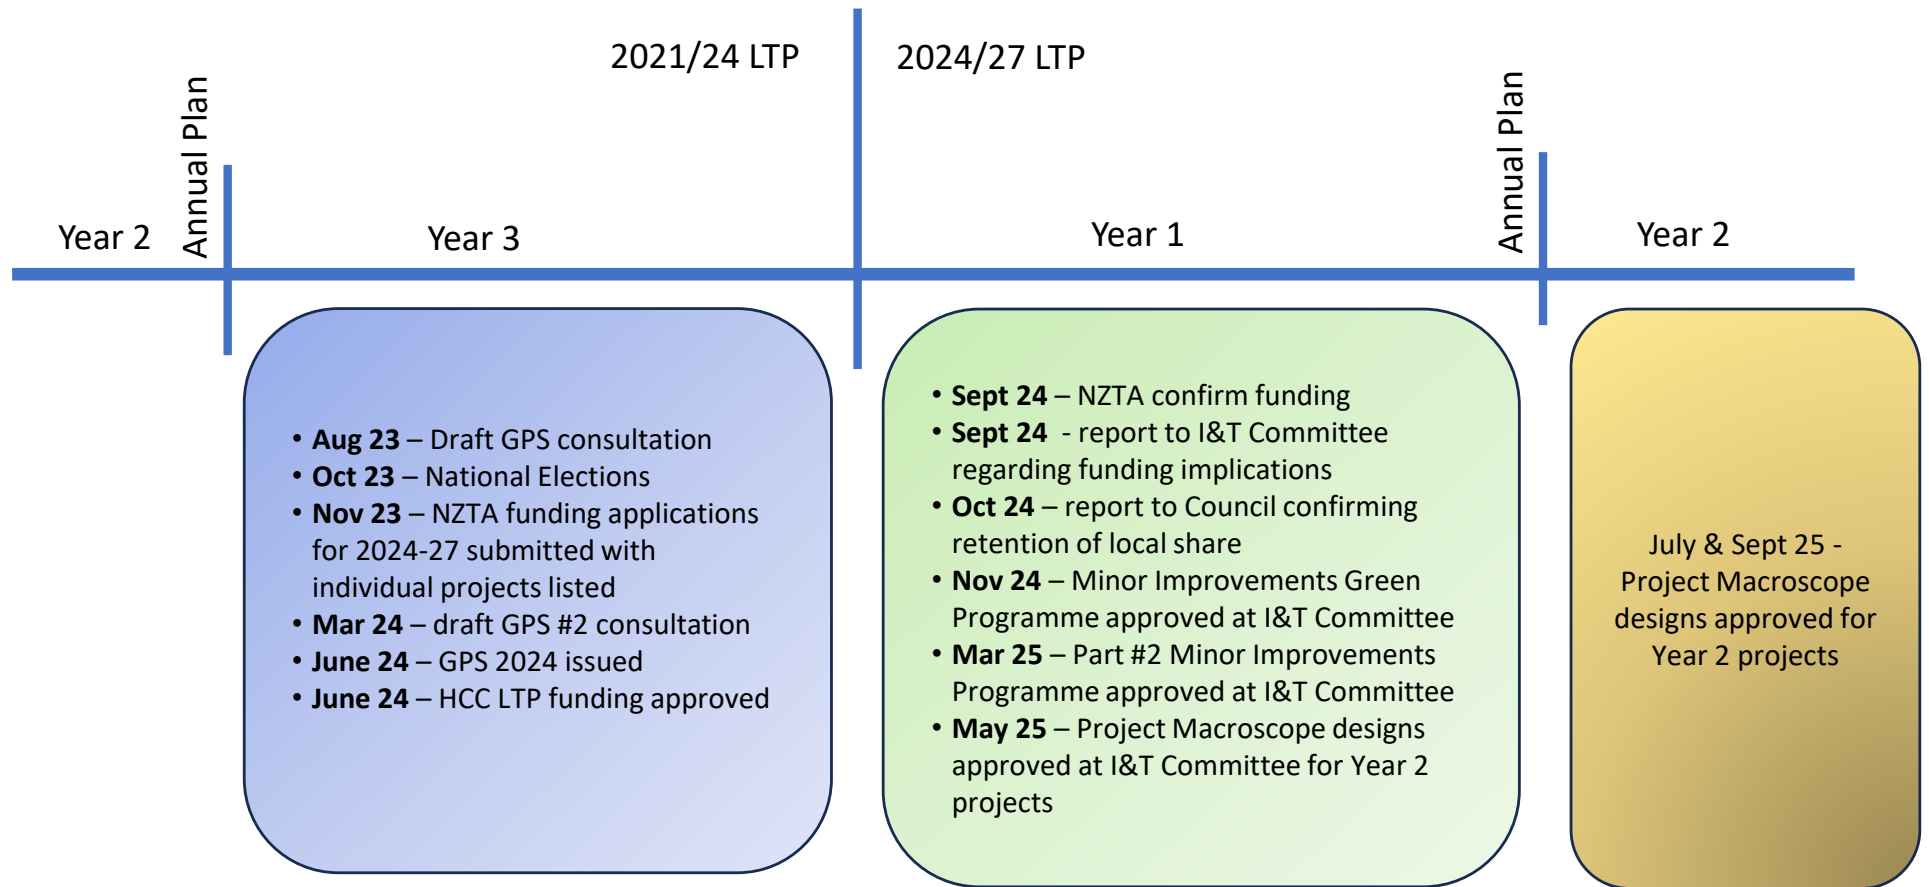 2021/24 LTP
2024/27 LTP
Annual Plan
Annual Plan
Year 2
Year 3
Year 1
Year 2
• Aug 23 – Draft GPS consultation
• Oct 23 – National Elections
• Nov 23 – NZTA funding applications
for 2024-27 submitted with
individual projects listed
• Mar 24 – draft GPS #2 consultation
• June 24 – GPS 2024 issued
• June 24 – HCC LTP funding approved
• Sept 24 – NZTA confirm funding
• Sept 24 - report to I&T Committee
regarding funding implications
• Oct 24 – report to Council confirming
retention of local share
• Nov 24 – Minor Improvements Green
Programme approved at I&T Committee
• Mar 25 – Part #2 Minor Improvements
Programme approved at I&T Committee
• May 25 – Project Macroscope designs
approved at I&T Committee for Year 2
projects
July & Sept 25 -
Project Macroscope
designs approved for
Year 2 projects